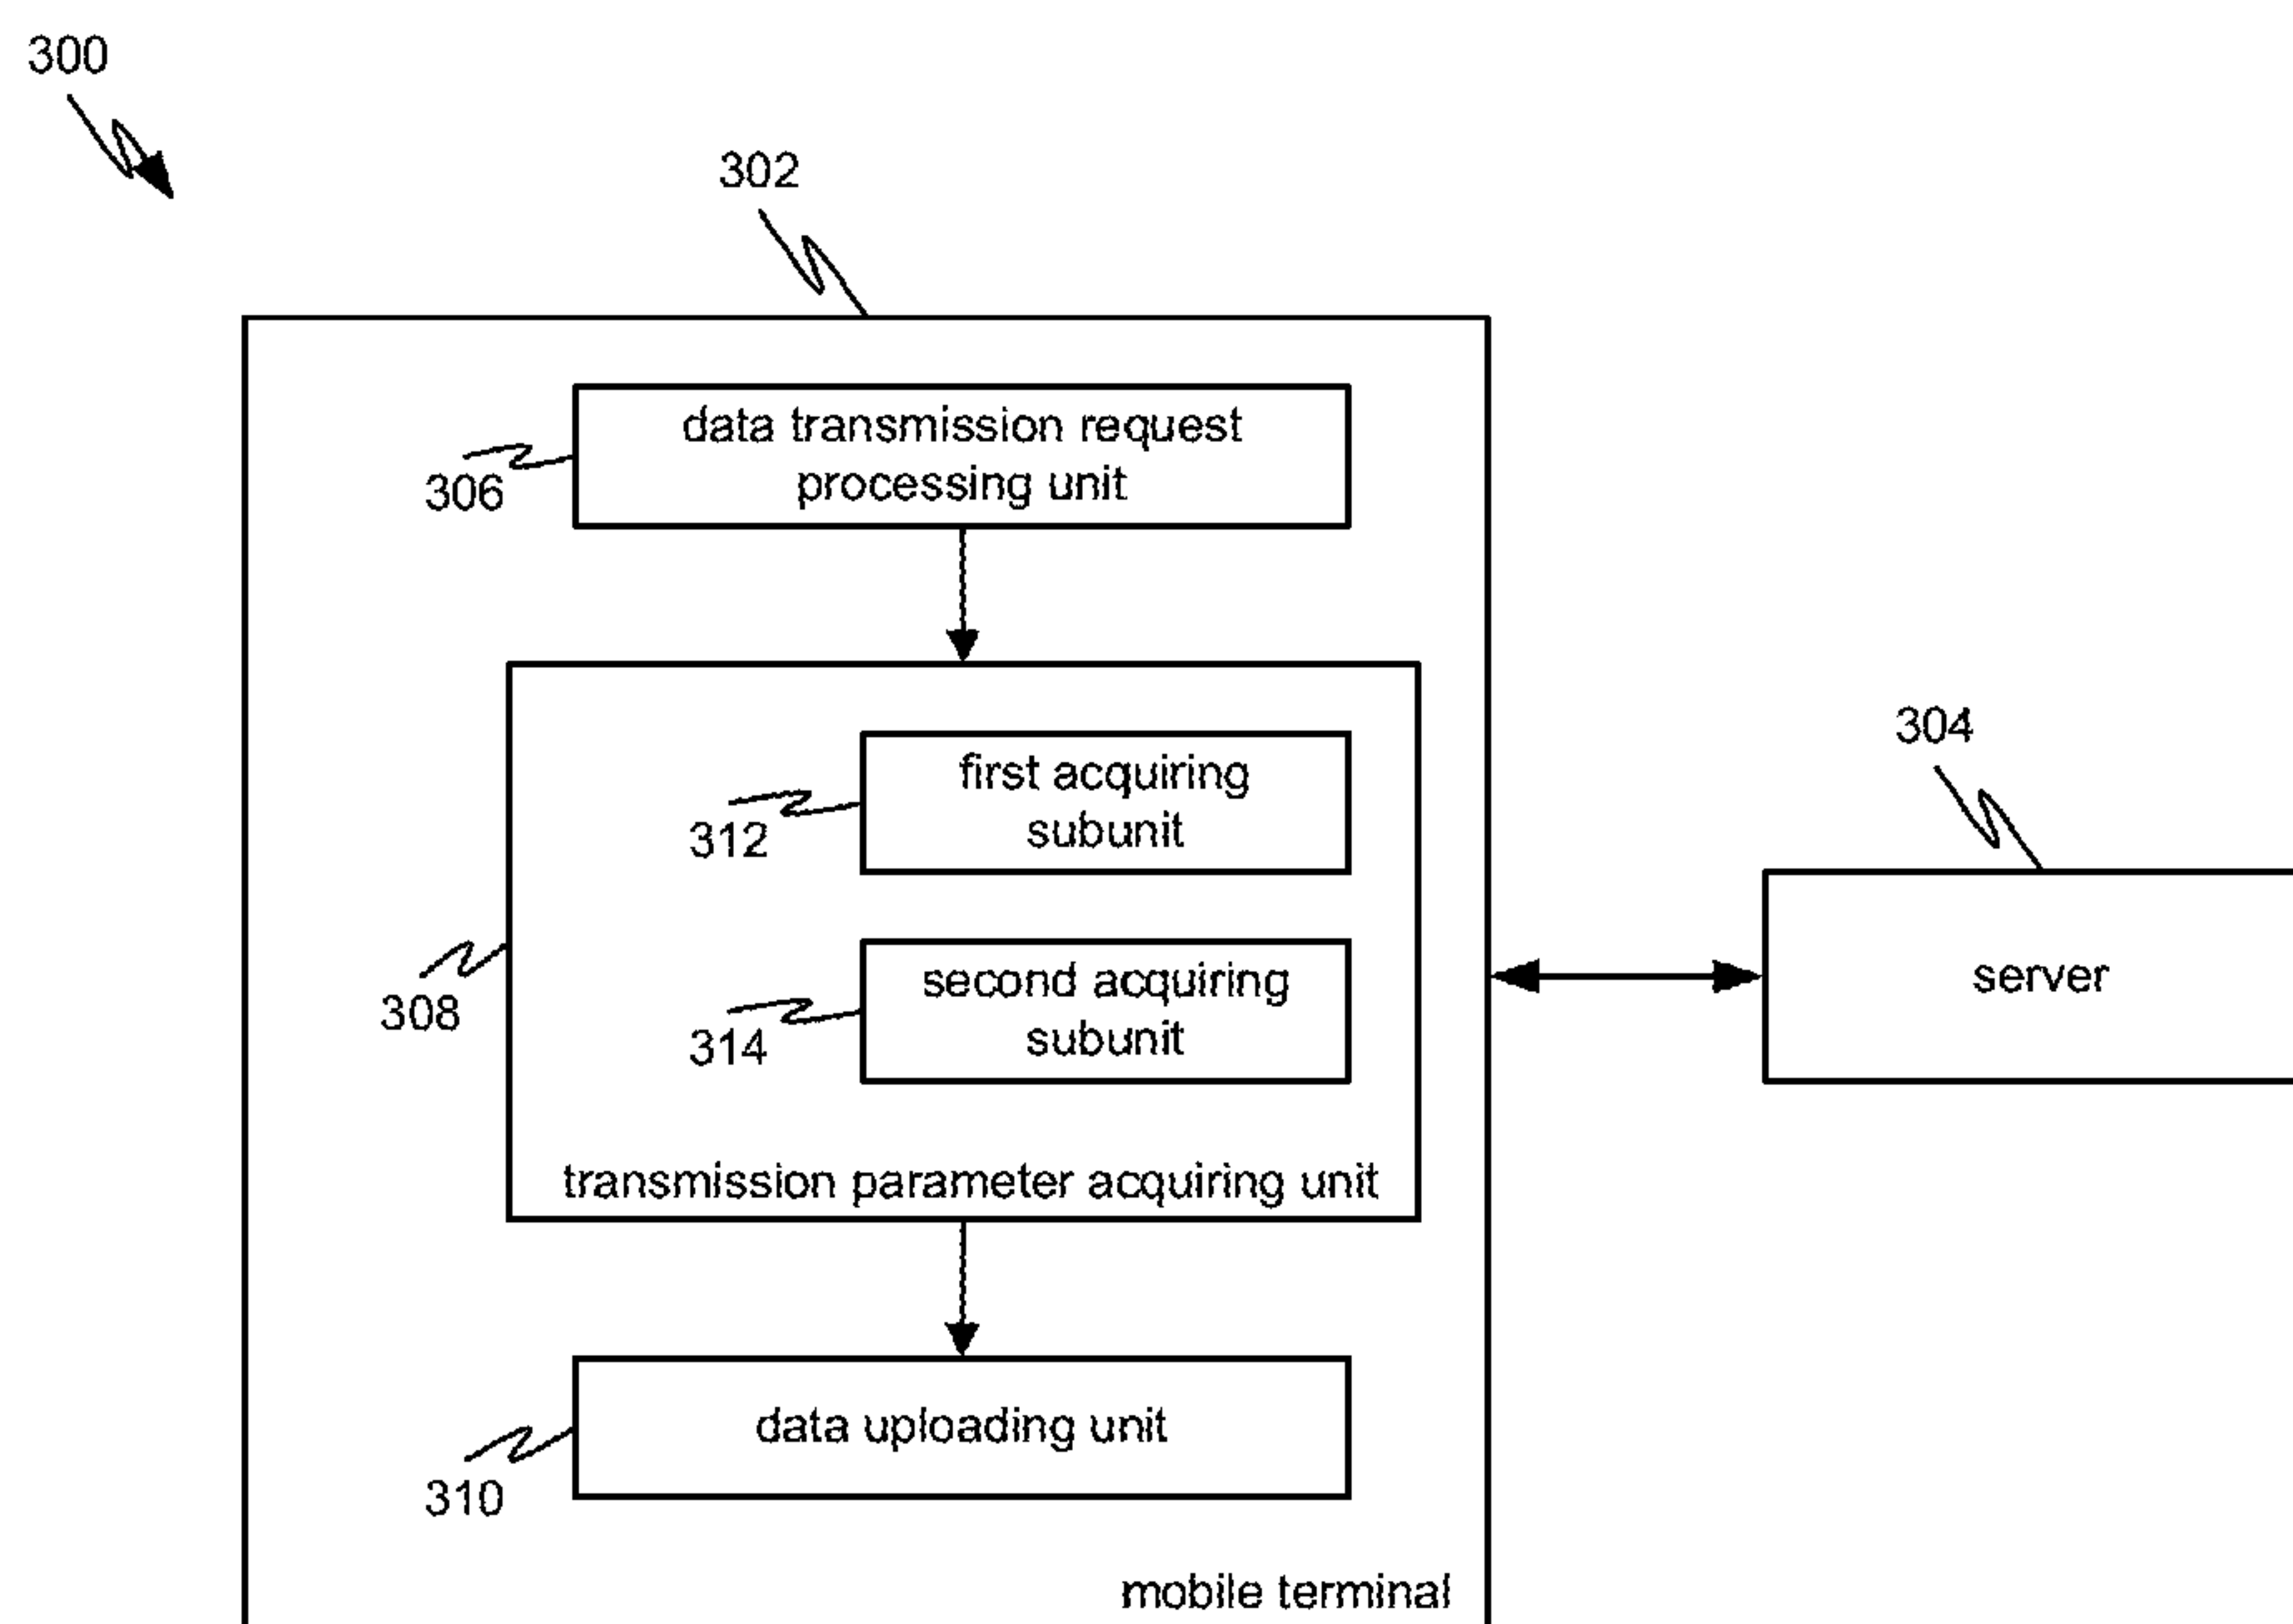 300
302
data transmission request
processing unit
306
first acquiring
subunit
312
304
second acquiring
subunit
314
308
server
transmission parameter acquiring unit
data uploading unit
310
mobile terminal